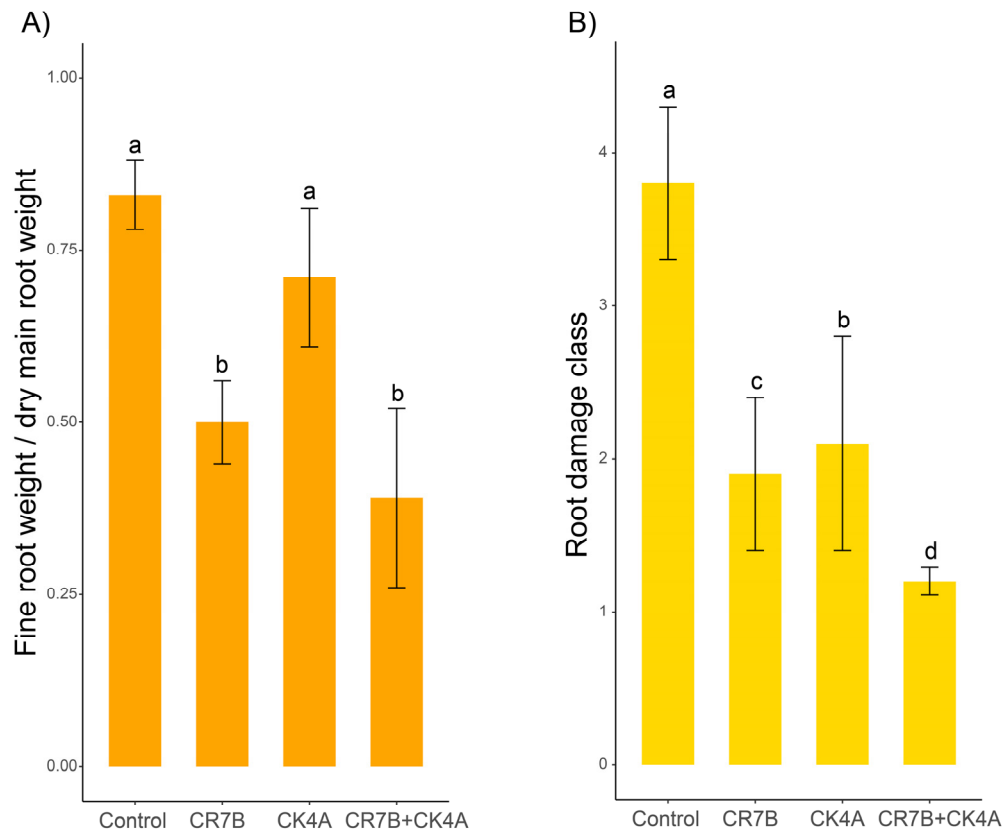 A)
Fine root weight / dry main root weight
1.00
0.75
0.50
0.25
0.00
a
b
a
b
Control CR7B CK4A CR7B+CK4A
B)
Root damage class
4
3
2
1
0
a
c
b
d
Control CR7B CK4A CR7B+CK4A